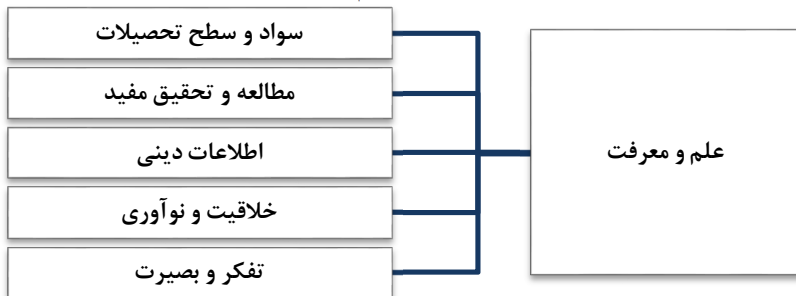 علم و معرفت
سواد و سطح تحصیلات
مطالعه و تحقیق مفید
اطلاعات دینی
خلاقیت و نوآوری
تفکر و بصیرت